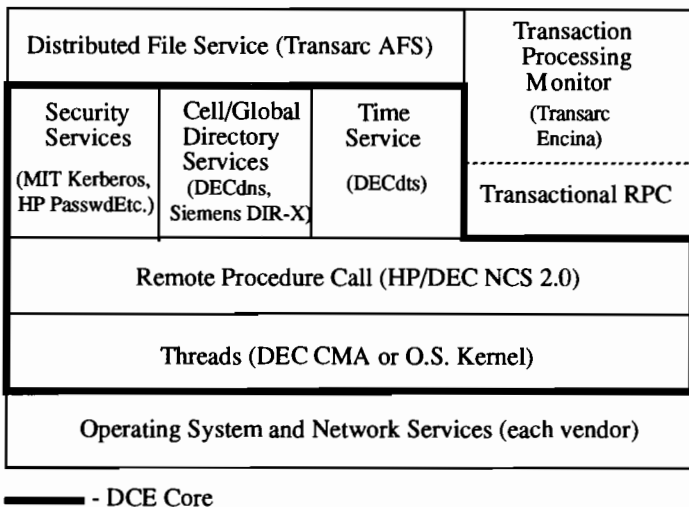 Distributed File Service (Transarc AFS)
Transaction
Processing
Monitor
(Transarc
Encina)
Transactional RPC
Security
Services
(MIT Kerberos,
HP PasswdEtc.)
Cell/Global
Directory
Services
(DECdns,
Siemens DIR-X)
Time
Service
(DECdts)
Remote Procedure Call (HP/DEC NCS 2.0)
Threads (DEC CMA or O.S. Kernel)
Operating System and Network Services (each vendor)
- DCE Core